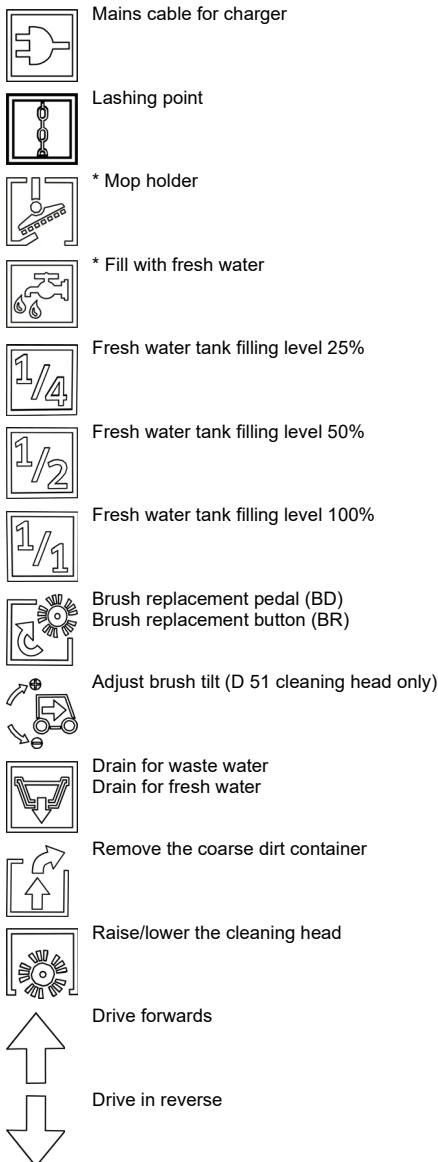 Mains cable for charger
Lashing point
* Mop holder
* Fill with fresh water
1/4
Fresh water tank filling level 25%
1/2
Fresh water tank filling level 50%
1/1
Fresh water tank filling level 100%
Brush replacement pedal (BD)
Brush replacement button (BR)
Adjust brush tilt (D 51 cleaning head only)
Drain for waste water
Drain for fresh water
Remove the coarse dirt container
Raise/lower the cleaning head
Drive forwards
Drive in reverse